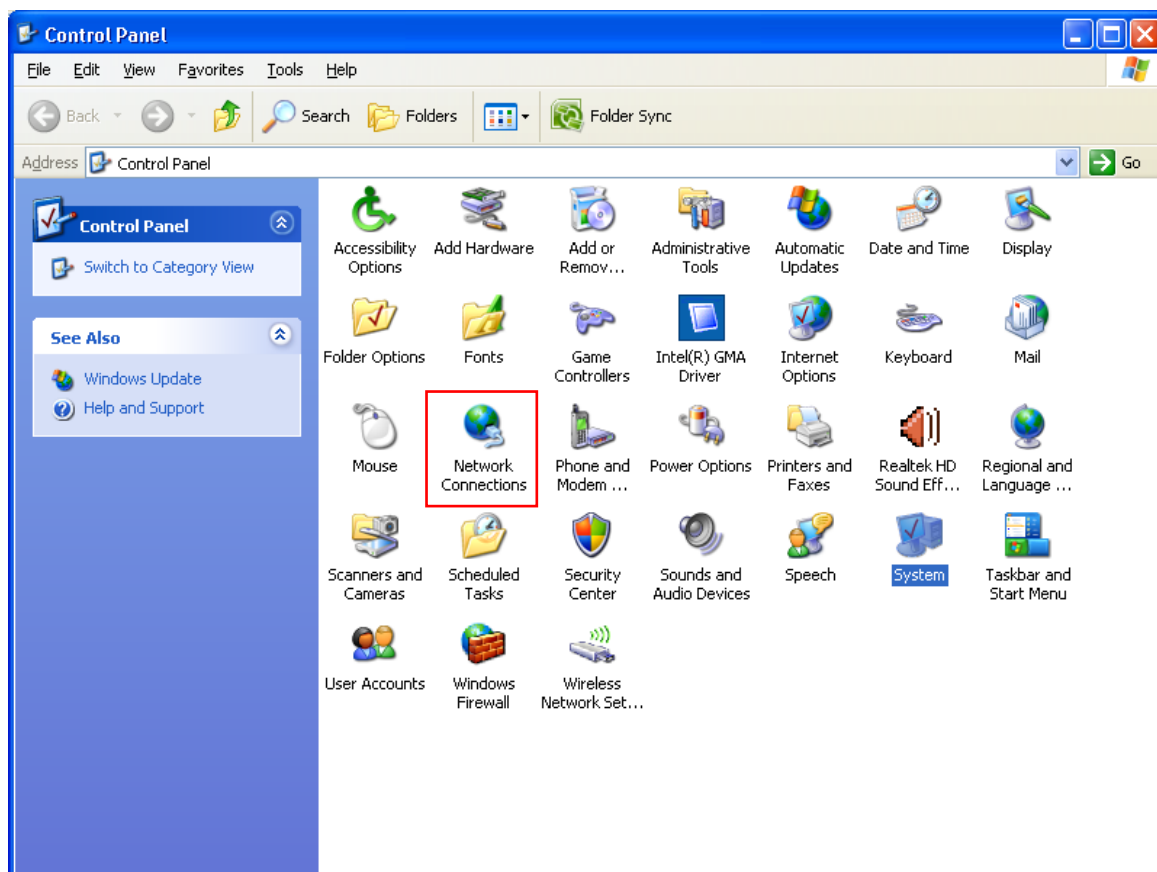 Control Panel
File Edit View Favorites Tools Help
Back Search Folders Folder Sync
Address Control Panel Go
Control Panel
Switch to Category View
See Also
Windows Update
Help and Support
Accessibility Options
Add Hardware
Add or Remov...
Administrative Tools
Automatic Updates
Date and Time
Display
Folder Options
Fonts
Game Controllers
Intel(R) GMA Driver
Internet Options
Keyboard
Mail
Mouse
Network Connections
Phone and Modem ...
Power Options
Printers and Faxes
Realtek HD Sound Eff...
Regional and Language ...
Scanners and Cameras
Scheduled Tasks
Security Center
Sounds and Audio Devices
Speech
System
Taskbar and Start Menu
User Accounts
Windows Firewall
Wireless Network Set...